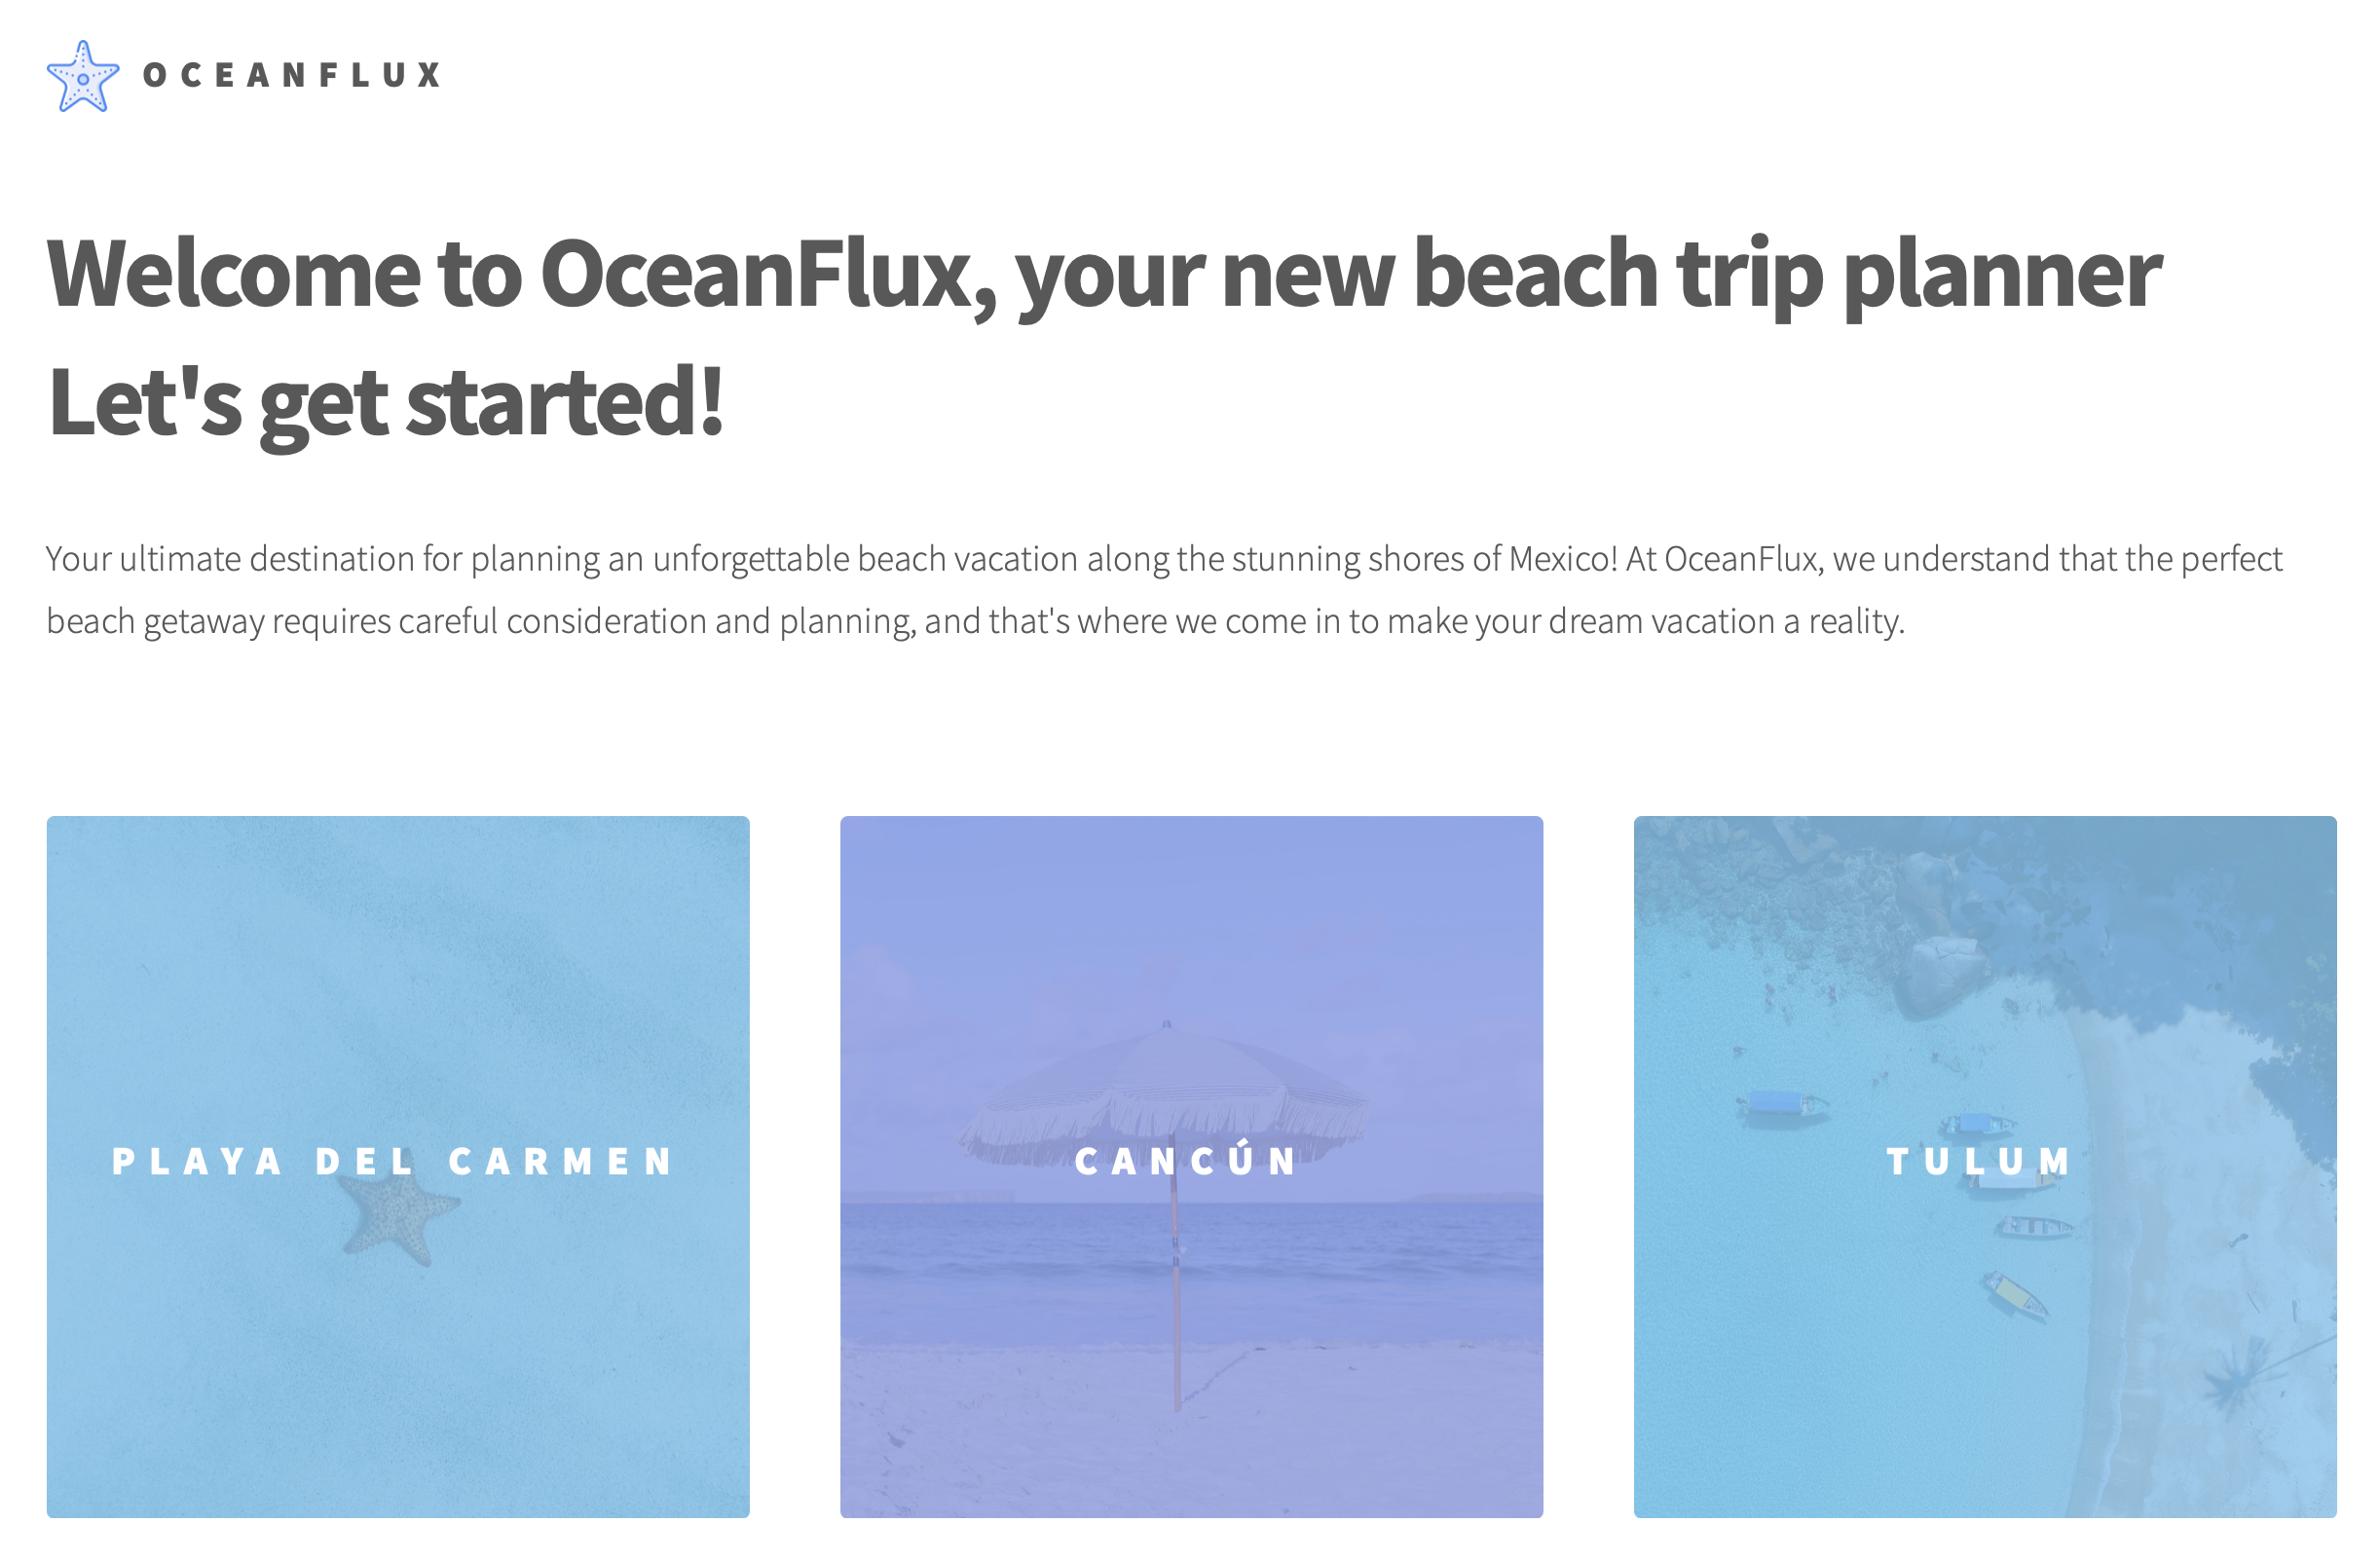 OCEANFLUX
Welcome to OceanFlux, your new beach trip planner
Let's get started!
Your ultimate destination for planning an unforgettable beach vacation along the stunning shores of Mexico! At OceanFlux, we understand that the perfect
beach getaway requires careful consideration and planning, and that's where we come in to make your dream vacation a reality.
PLAYA DEL CARMEN
CANCÚN
TULUM